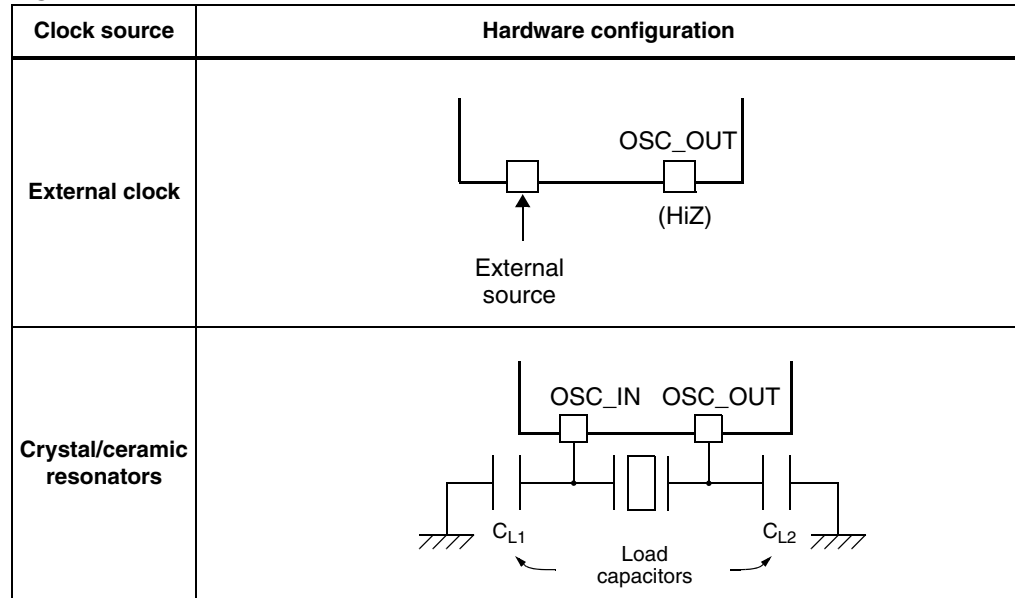 Clock source
Hardware configuration
External clock
OSC_OUT
(HiZ)
External
source
Crystal/ceramic
resonators
OSC_IN OSC_OUT
CL1
CL2
Load
capacitors